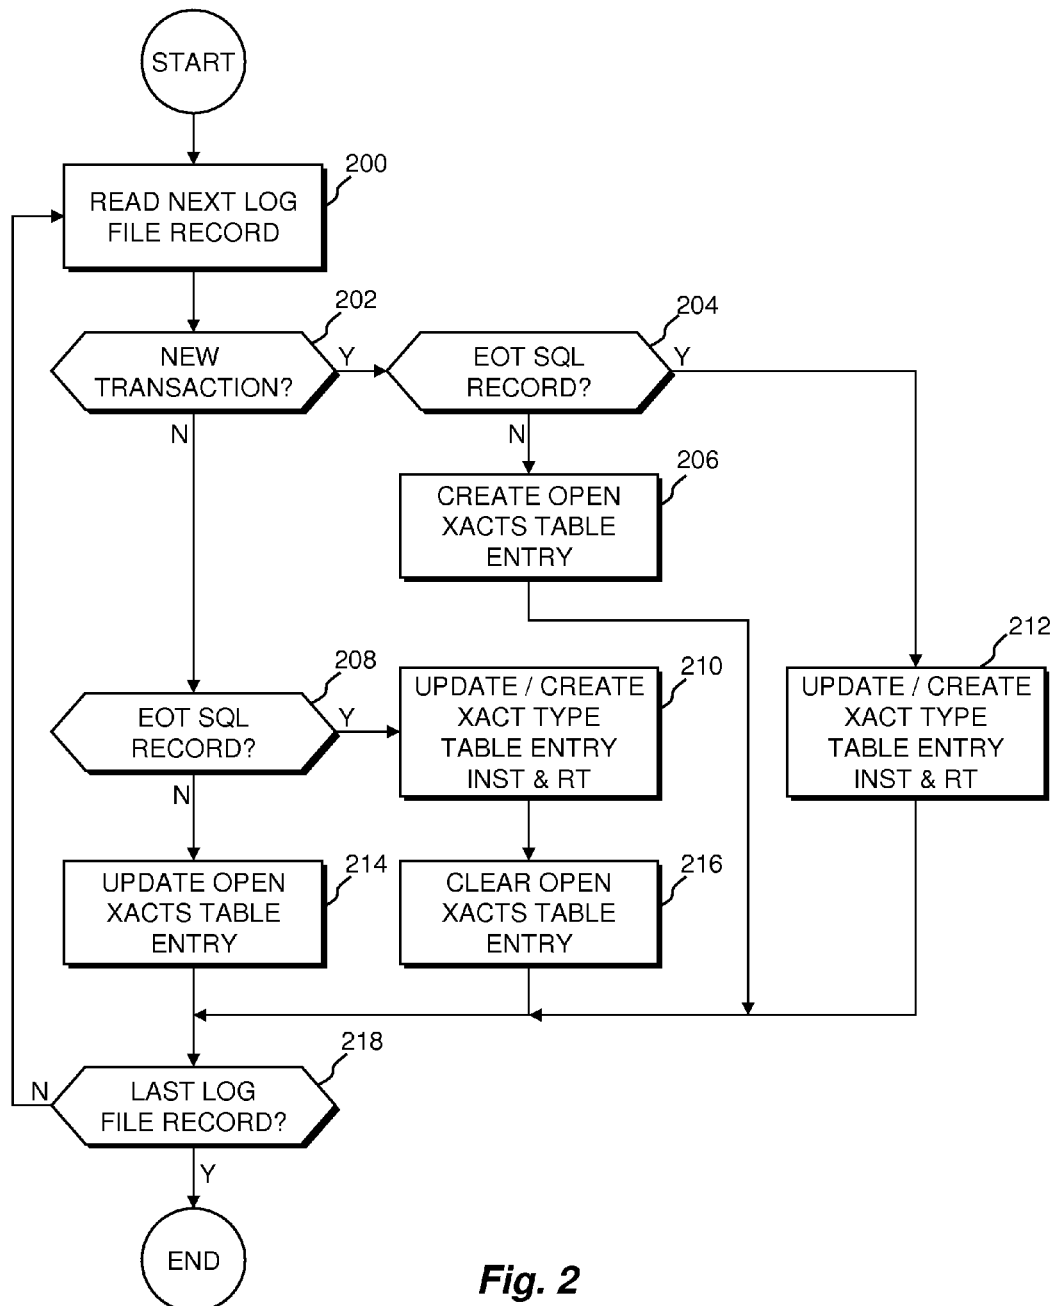 START
200
READ NEXT LOG
FILE RECORD
202
NEW
TRANSACTION?
Y
N
204
EOT SQL
RECORD?
Y
N
206
CREATE OPEN
XACTS TABLE
ENTRY
208
EOT SQL
RECORD?
Y
N
210
UPDATE / CREATE
XACT TYPE
TABLE ENTRY
INST & RT
212
UPDATE / CREATE
XACT TYPE
TABLE ENTRY
INST & RT
214
UPDATE OPEN
XACTS TABLE
ENTRY
216
CLEAR OPEN
XACTS TABLE
ENTRY
218
LAST LOG
FILE RECORD?
N
Y
END
Fig. 2